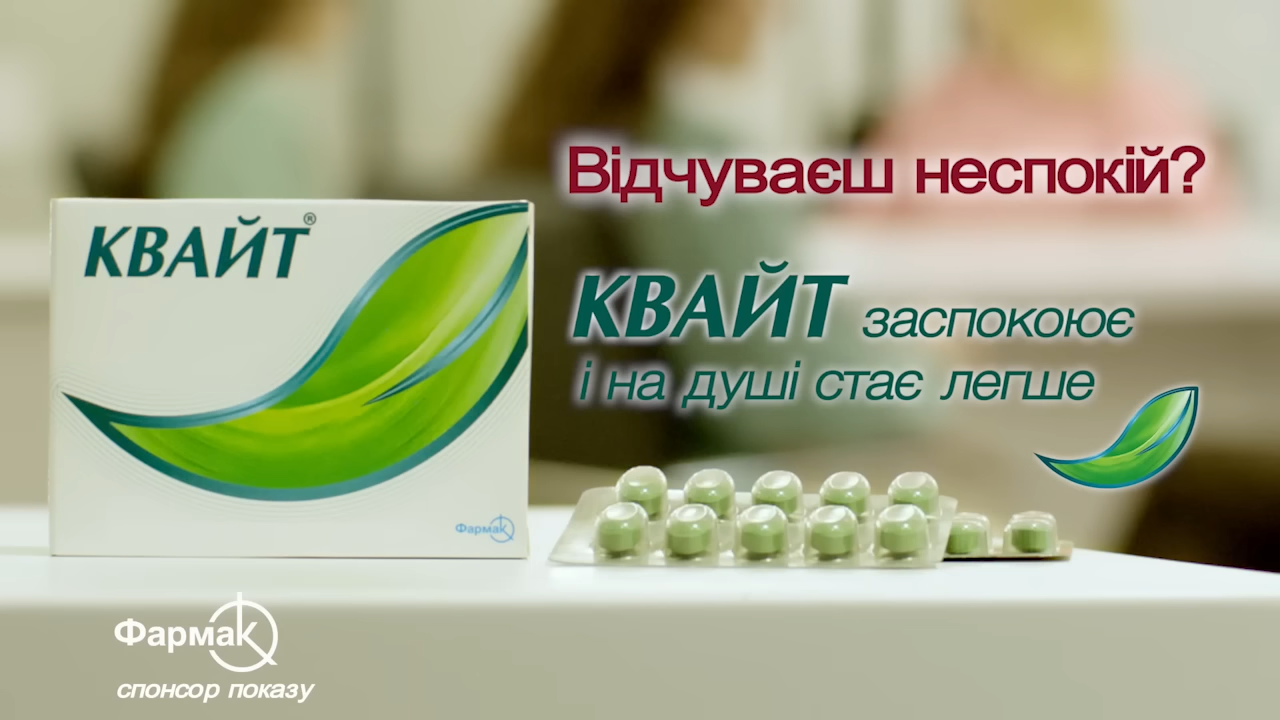 КВАЙТ®
Фармак
Відчуваєш неспокій?
КВАЙТ заспокоює
і на душі стає легше
Фармак
спонсор показу